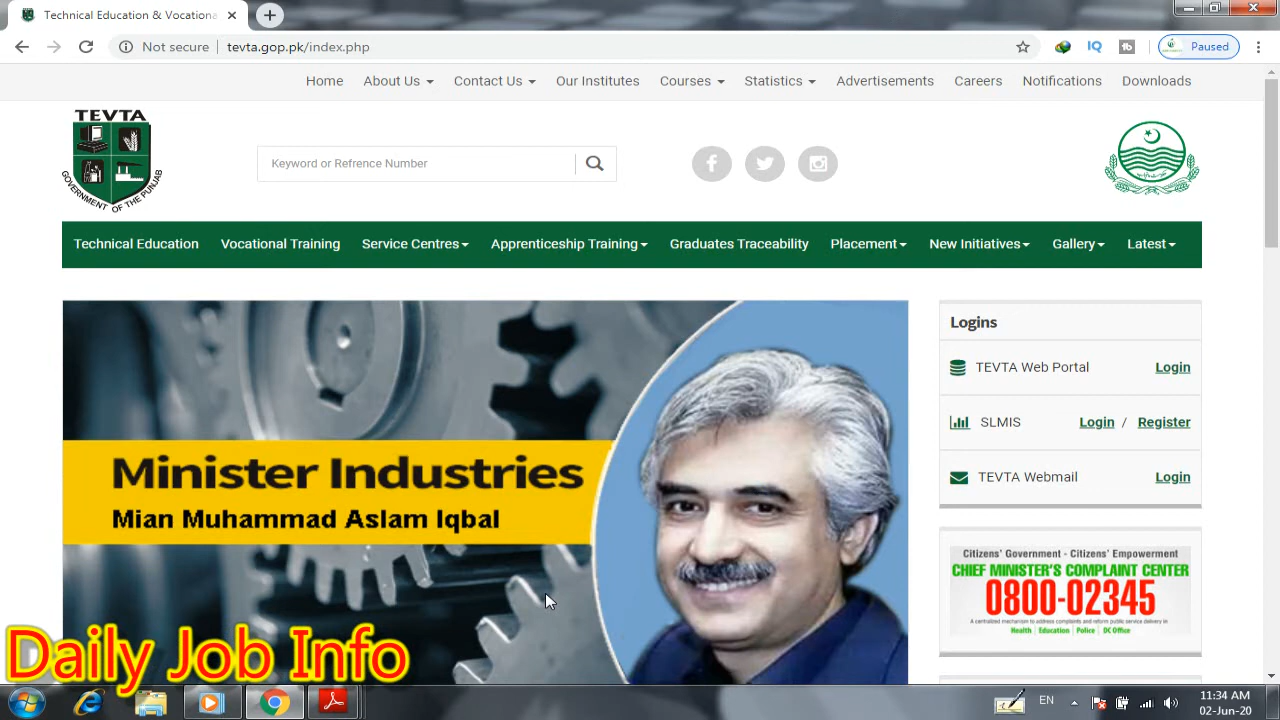 Technical Education & Vocationa
Not secure
tevta.gop.pk/index.php
Paused
Home About Us Contact Us Our Institutes Courses Statistics Advertisements Careers Notifications Downloads
TEVTA
GOVERNMENT OF THE PUNJAB
Keyword or Refrence Number
Technical Education Vocational Training Service Centres Apprenticeship Training Graduates Traceability Placement New Initiatives Gallery Latest
Minister Industries
Mian Muhammad Aslam Iqbal
Logins
TEVTA Web Portal Login
SLMIS Login / Register
TEVTA Webmail Login
Citizens' Government - Citizens' Empowerment
CHIEF MINISTER'S COMPLAINT CENTER
0800-02345
A centralized mechanism to address complaints and reform public service delivery in
Health | Education | Police | DC Office
Daily Job Info
EN
11:34 AM
02-Jun-20